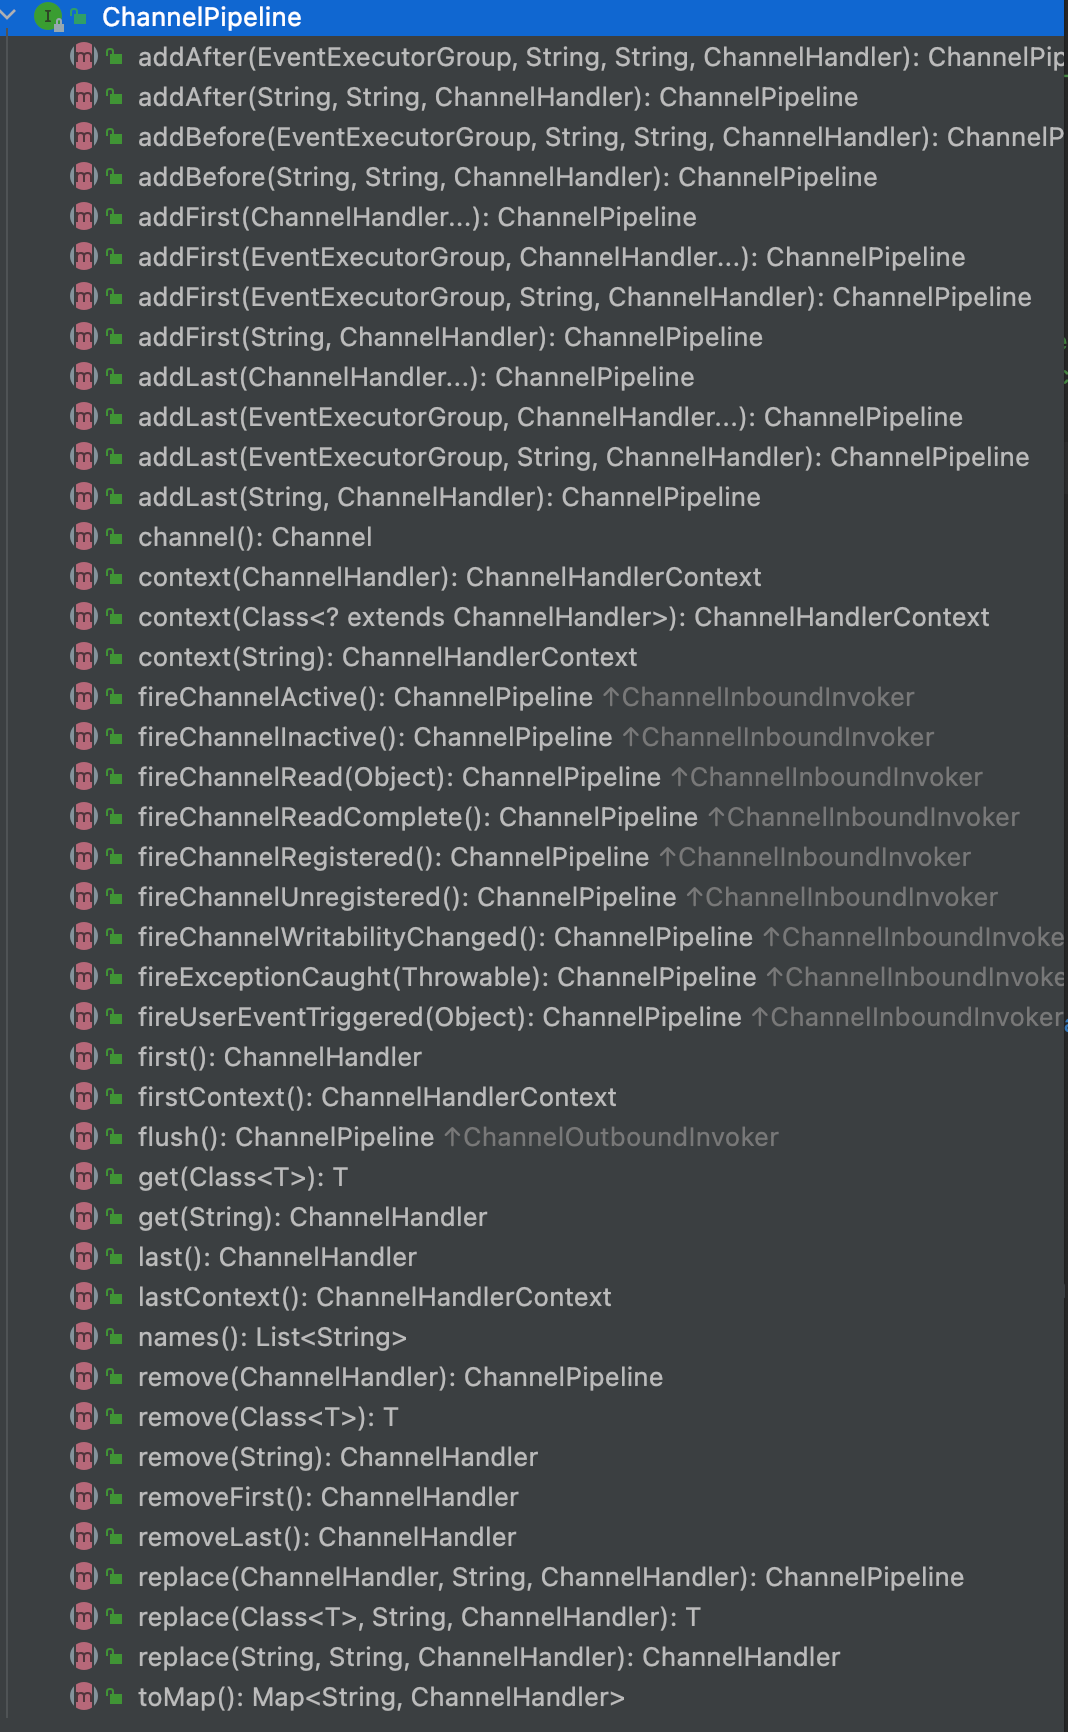 ChannelPipeline
addAfter(EventExecutorGroup, String, String, ChannelHandler): ChannelPip
addAfter(String, String, ChannelHandler): ChannelPipeline
addBefore(EventExecutorGroup, String, String, ChannelHandler): ChannelP
addBefore(String, String, ChannelHandler): ChannelPipeline
addFirst(ChannelHandler...): ChannelPipeline
addFirst(EventExecutorGroup, ChannelHandler...): ChannelPipeline
addFirst(EventExecutorGroup, String, ChannelHandler): ChannelPipeline
addFirst(String, ChannelHandler): ChannelPipeline
addLast(ChannelHandler...): ChannelPipeline
addLast(EventExecutorGroup, ChannelHandler...): ChannelPipeline
addLast(EventExecutorGroup, String, ChannelHandler): ChannelPipeline
addLast(String, ChannelHandler): ChannelPipeline
channel(): Channel
context(ChannelHandler): ChannelHandlerContext
context(Class<? extends ChannelHandler>): ChannelHandlerContext
context(String): ChannelHandlerContext
fireChannelActive(): ChannelPipeline ↑ChannelInboundInvoker
fireChannelInactive(): ChannelPipeline ↑ChannelInboundInvoker
fireChannelRead(Object): ChannelPipeline ↑ChannelInboundInvoker
fireChannelReadComplete(): ChannelPipeline ↑ChannelInboundInvoker
fireChannelRegistered(): ChannelPipeline ↑ChannelInboundInvoker
fireChannelUnregistered(): ChannelPipeline ↑ChannelInboundInvoker
fireChannelWritabilityChanged(): ChannelPipeline ↑ChannelInboundInvoke
fireExceptionCaught(Throwable): ChannelPipeline ↑ChannelInboundInvoke
fireUserEventTriggered(Object): ChannelPipeline ↑ChannelInboundInvoker
first(): ChannelHandler
firstContext(): ChannelHandlerContext
flush(): ChannelPipeline ↑ChannelOutboundInvoker
get(Class<T>): T
get(String): ChannelHandler
last(): ChannelHandler
lastContext(): ChannelHandlerContext
names(): List<String>
remove(ChannelHandler): ChannelPipeline
remove(Class<T>): T
remove(String): ChannelHandler
removeFirst(): ChannelHandler
removeLast(): ChannelHandler
replace(ChannelHandler, String, ChannelHandler): ChannelPipeline
replace(Class<T>, String, ChannelHandler): T
replace(String, String, ChannelHandler): ChannelHandler
toMap(): Map<String, ChannelHandler>